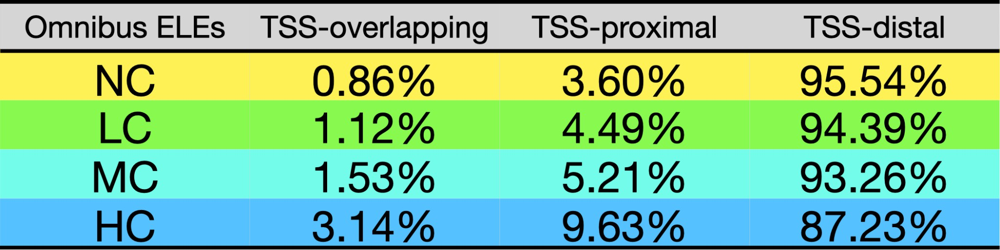 Omnibus ELEs TSS-overlapping TSS-proximal TSS-distal
NC 0.86% 3.60% 95.54%
LC 1.12% 4.49% 94.39%
MC 1.53% 5.21% 93.26%
HC 3.14% 9.63% 87.23%